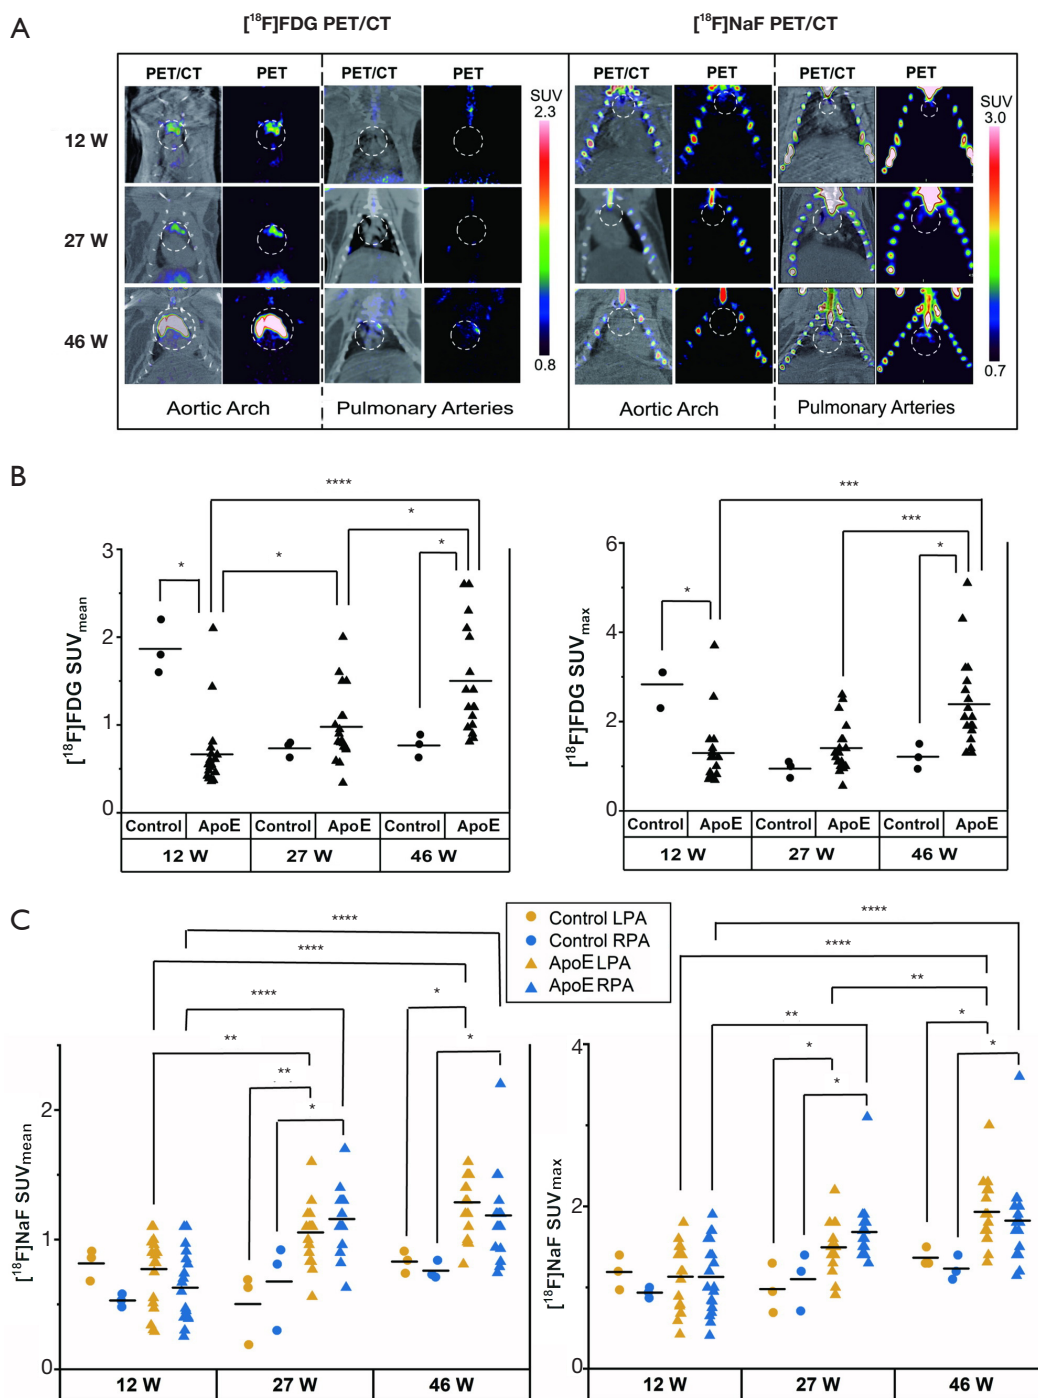 A
[¹⁸F]FDG PET/CT
[¹⁸F]NaF PET/CT
PET/CT PET PET/CT PET
SUV
2.3
PET/CT PET PET/CT PET
SUV
3.0
12 W
27 W
46 W
0.8
0.7
Aortic Arch
Pulmonary Arteries
Aortic Arch
Pulmonary Arteries
B
[¹⁸F]FDG SUVmean
3
2
1
0
****
*
*
*
*
Control ApoE Control ApoE Control ApoE
12 W 27 W 46 W
[¹⁸F]FDG SUVmax
6
4
2
0
***
***
*
*
Control ApoE Control ApoE Control ApoE
12 W 27 W 46 W
C
Control LPA
Control RPA
ApoE LPA
ApoE RPA
[¹⁸F]NaF SUVmean
2
1
0
****
****
****
**
**
*
*
*
12 W 27 W 46 W
[¹⁸F]NaF SUVmax
4
2
0
****
****
**
**
*
*
*
*
12 W 27 W 46 W